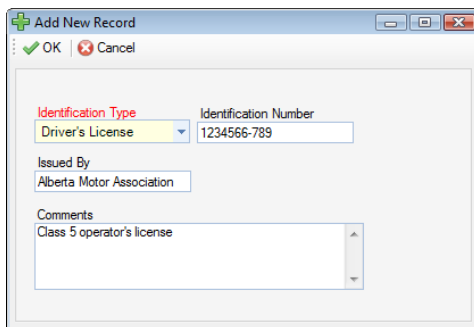 Add New Record
OK Cancel
Identification Type Identification Number
Driver's License 1234566-789
Issued By
Alberta Motor Association
Comments
Class 5 operator's license